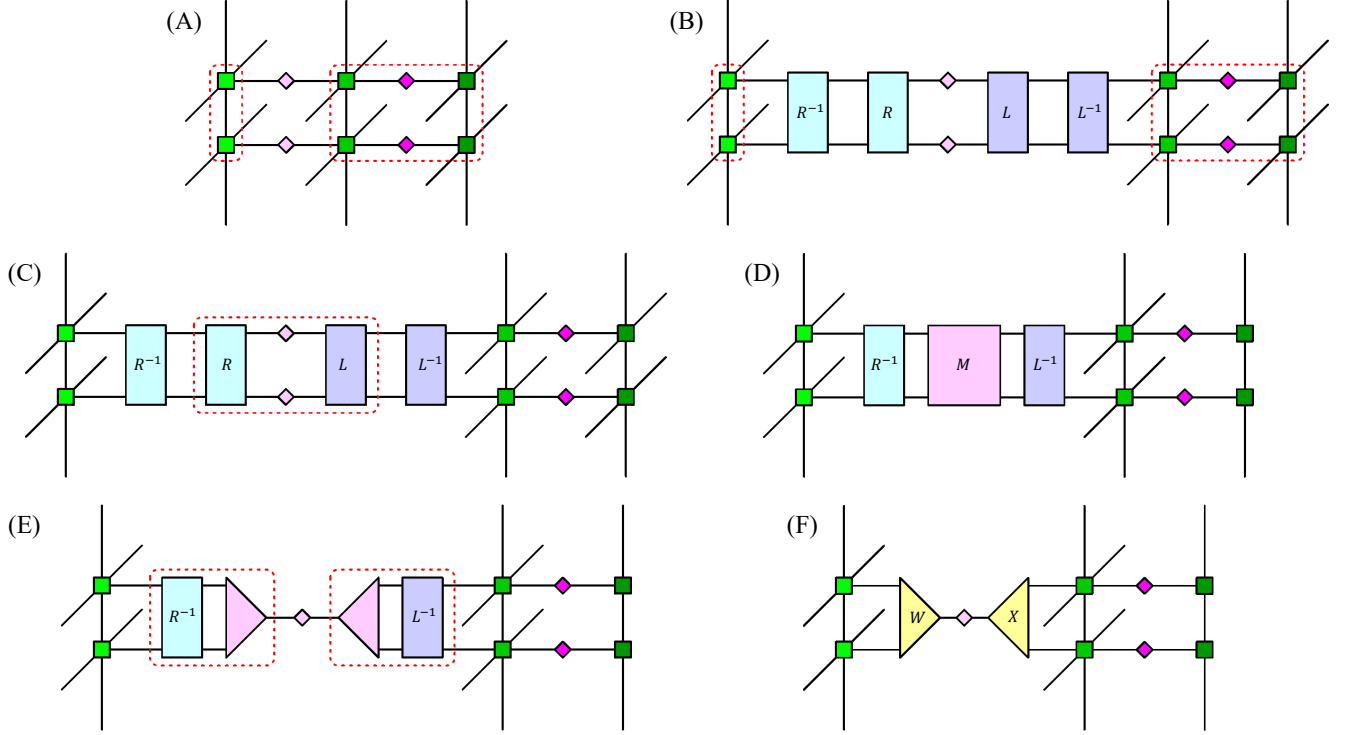 (A)
(B)
R⁻¹ R L L⁻¹
(C)
R⁻¹ R L L⁻¹
(D)
R⁻¹ M L⁻¹
(E)
R⁻¹ L⁻¹
(F)
W X